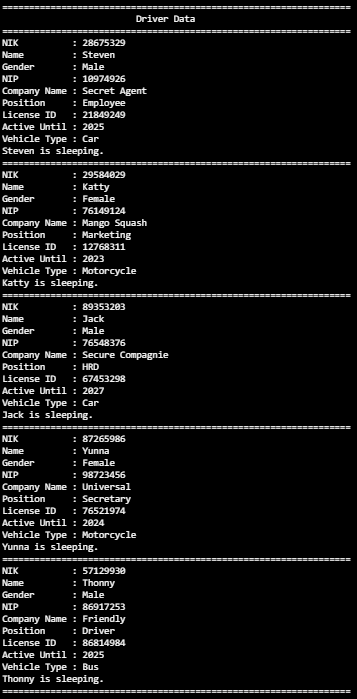 =================================================================
Driver Data
=================================================================
NIK          : 28675329
Name         : Steven
Gender       : Male
NIP          : 10974926
Company Name : Secret Agent
Position     : Employee
License ID   : 21849249
Active Until : 2025
Vehicle Type : Car
Steven is sleeping.
=================================================================
NIK          : 29584029
Name         : Katty
Gender       : Female
NIP          : 76149124
Company Name : Mango Squash
Position     : Marketing
License ID   : 12768311
Active Until : 2023
Vehicle Type : Motorcycle
Katty is sleeping.
=================================================================
NIK          : 89353203
Name         : Jack
Gender       : Male
NIP          : 76548376
Company Name : Secure Compagnie
Position     : HRD
License ID   : 67453298
Active Until : 2027
Vehicle Type : Car
Jack is sleeping.
=================================================================
NIK          : 87265986
Name         : Yunna
Gender       : Female
NIP          : 98723456
Company Name : Universal
Position     : Secretary
License ID   : 76521974
Active Until : 2024
Vehicle Type : Motorcycle
Yunna is sleeping.
=================================================================
NIK          : 57129930
Name         : Thonny
Gender       : Male
NIP          : 86917253
Company Name : Friendly
Position     : Driver
License ID   : 86814984
Active Until : 2025
Vehicle Type : Bus
Thonny is sleeping.
=================================================================